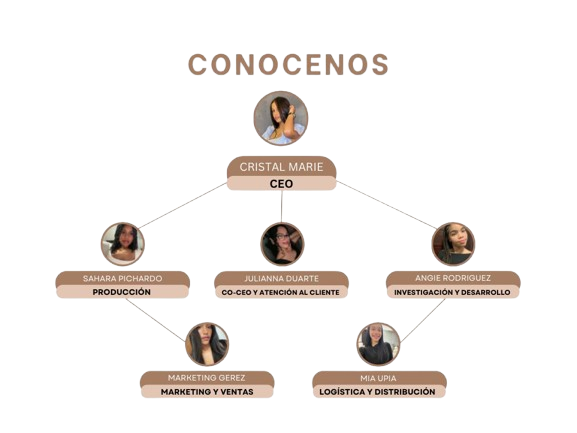 CONOCENOS
CRISTAL MARIE
CEO
SAHARA PICHARDO
PRODUCCIÓN
JULIANNA DUARTE
CO-CEO Y ATENCIÓN AL CLIENTE
ANGIE RODRIGUEZ
INVESTIGACIÓN Y DESARROLLO
MARKETING GEREZ
MARKETING Y VENTAS
MIA UPIA
LOGÍSTICA Y DISTRIBUCIÓN